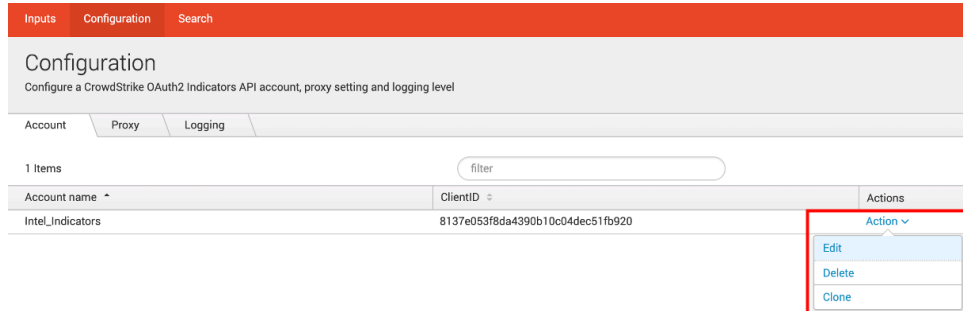 Inputs Configuration Search
Configuration
Configure a CrowdStrike OAuth2 Indicators API account, proxy setting and logging level
Account Proxy Logging
1 Items filter
Account name ClientID Actions
Intel_Indicators 8137e053f8da4390b10c04dec51fb920 Action
Edit
Delete
Clone